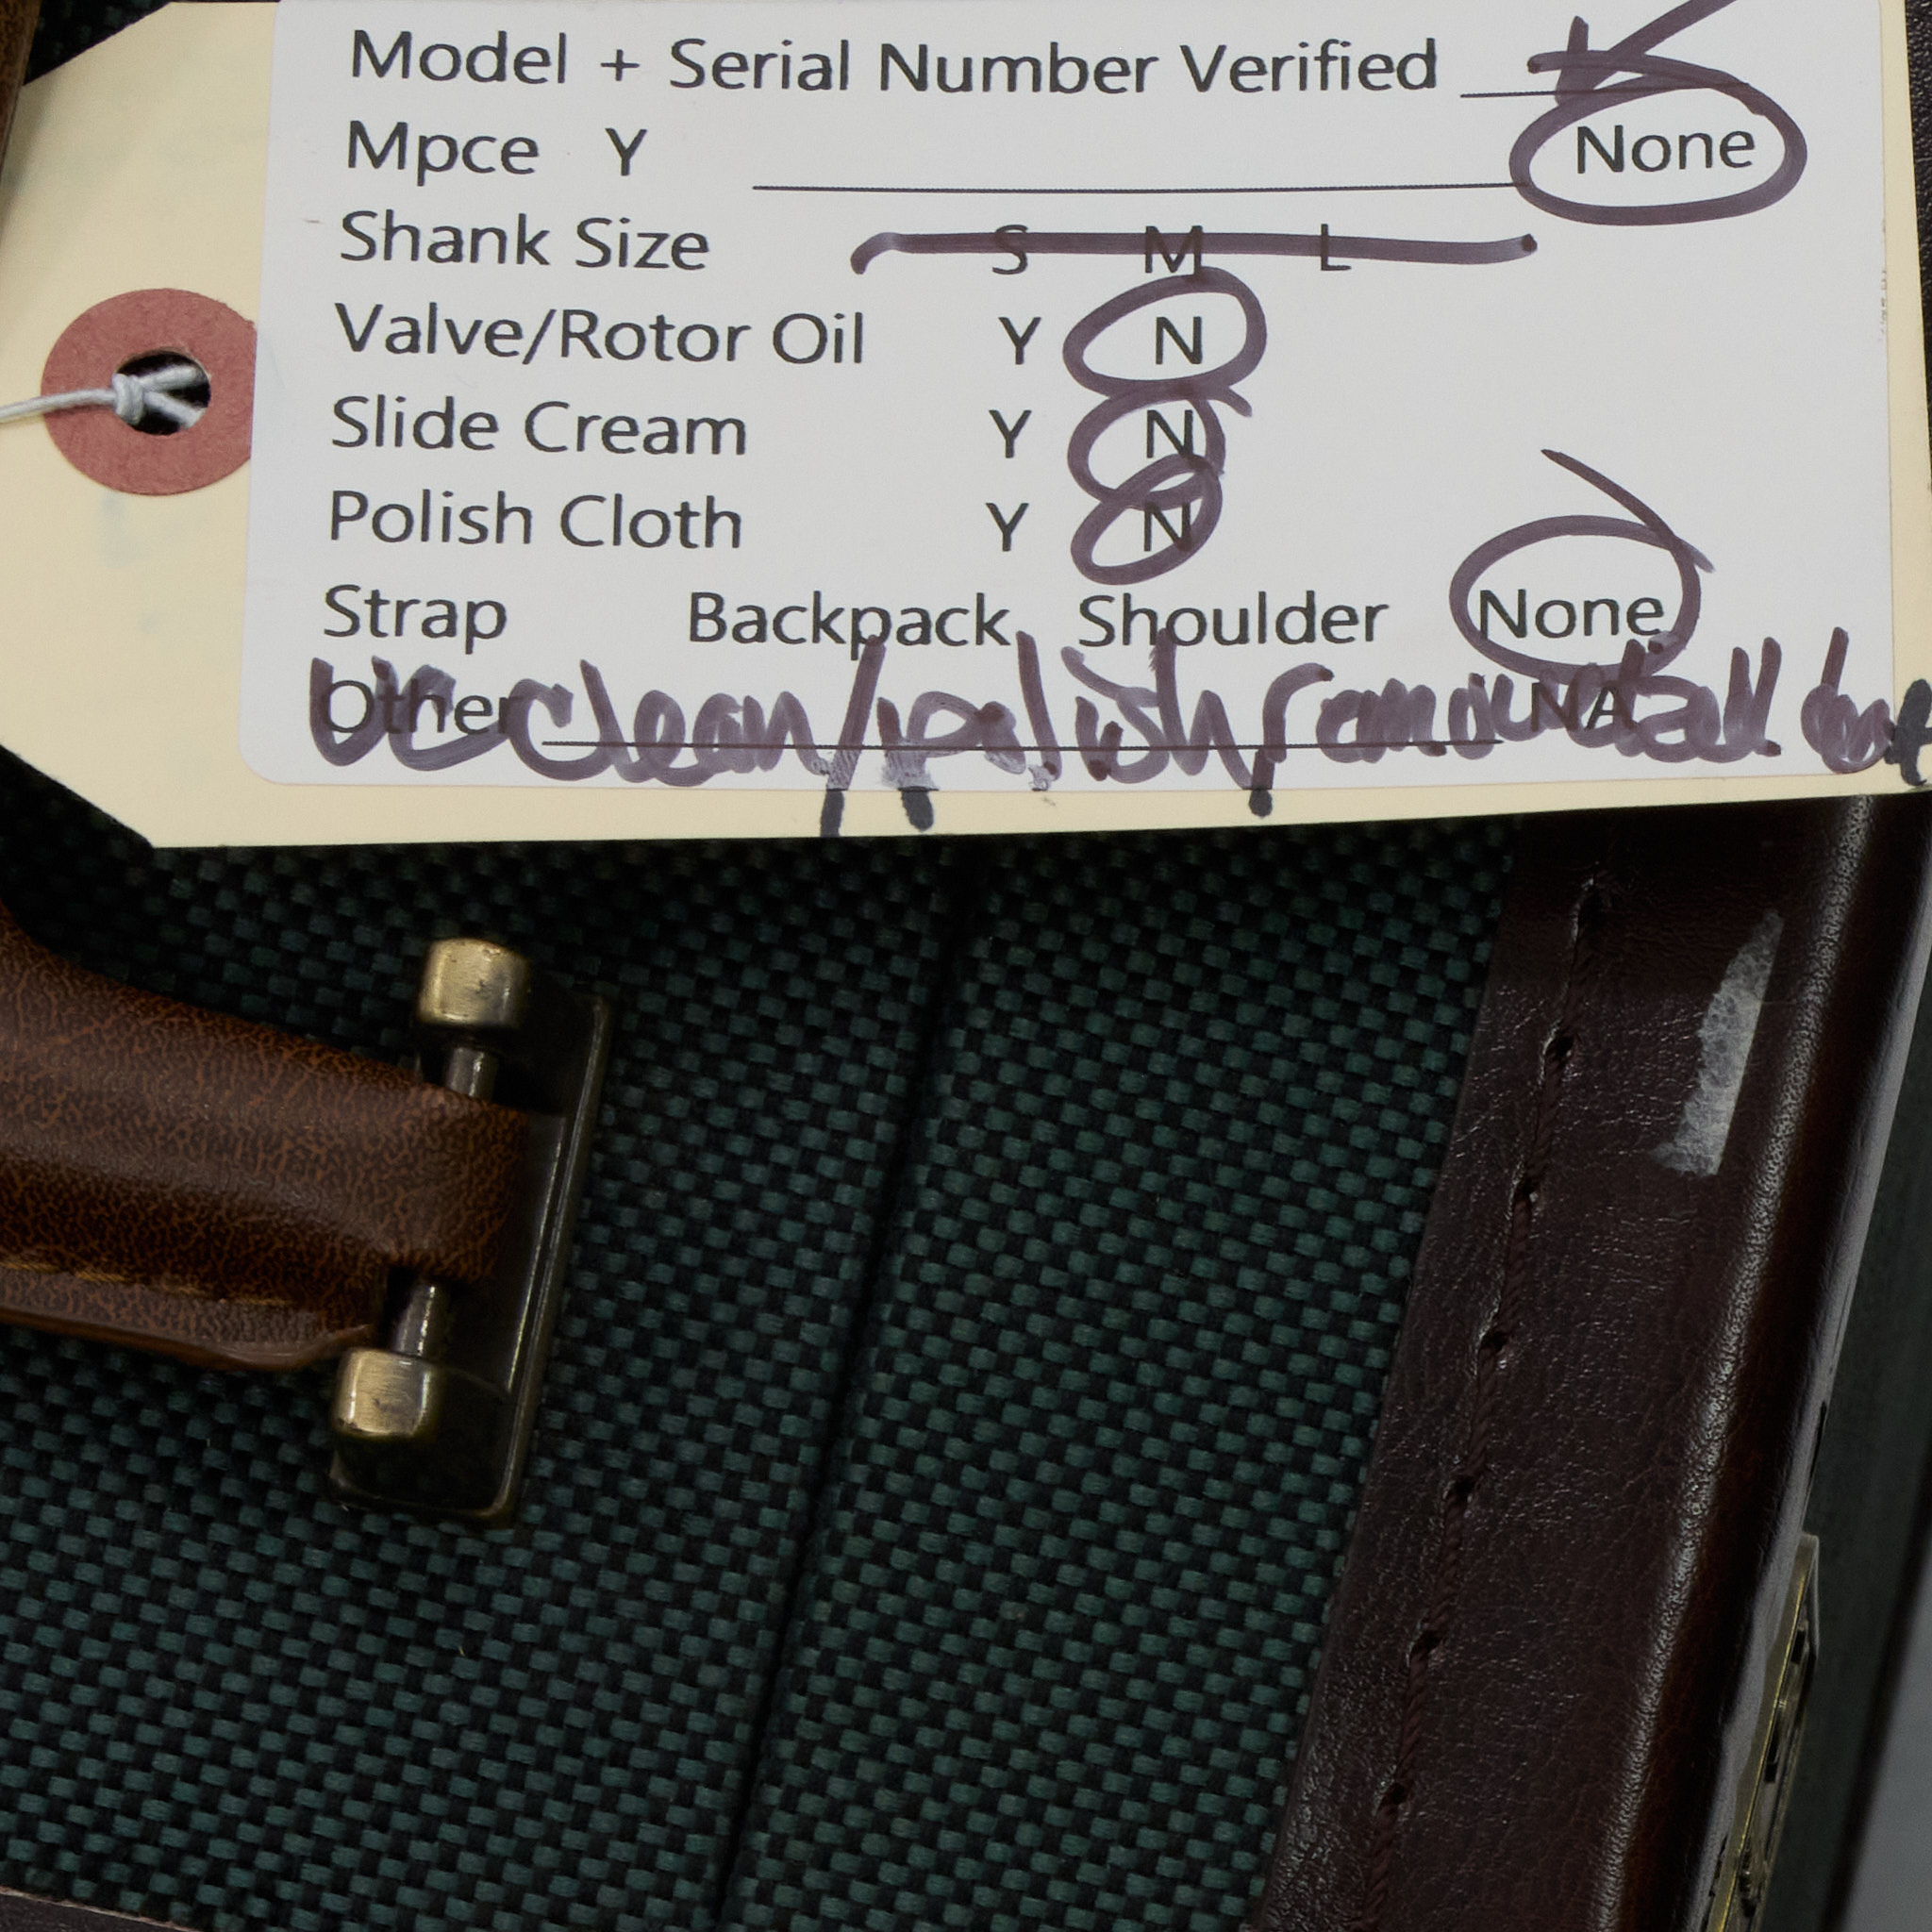 Model + Serial Number Verified
Mpce Y None
Shank Size S M L
Valve/Rotor Oil Y N
Slide Cream Y N
Polish Cloth Y N
Strap Backpack Shoulder None
Other NA
clean/polish/ all